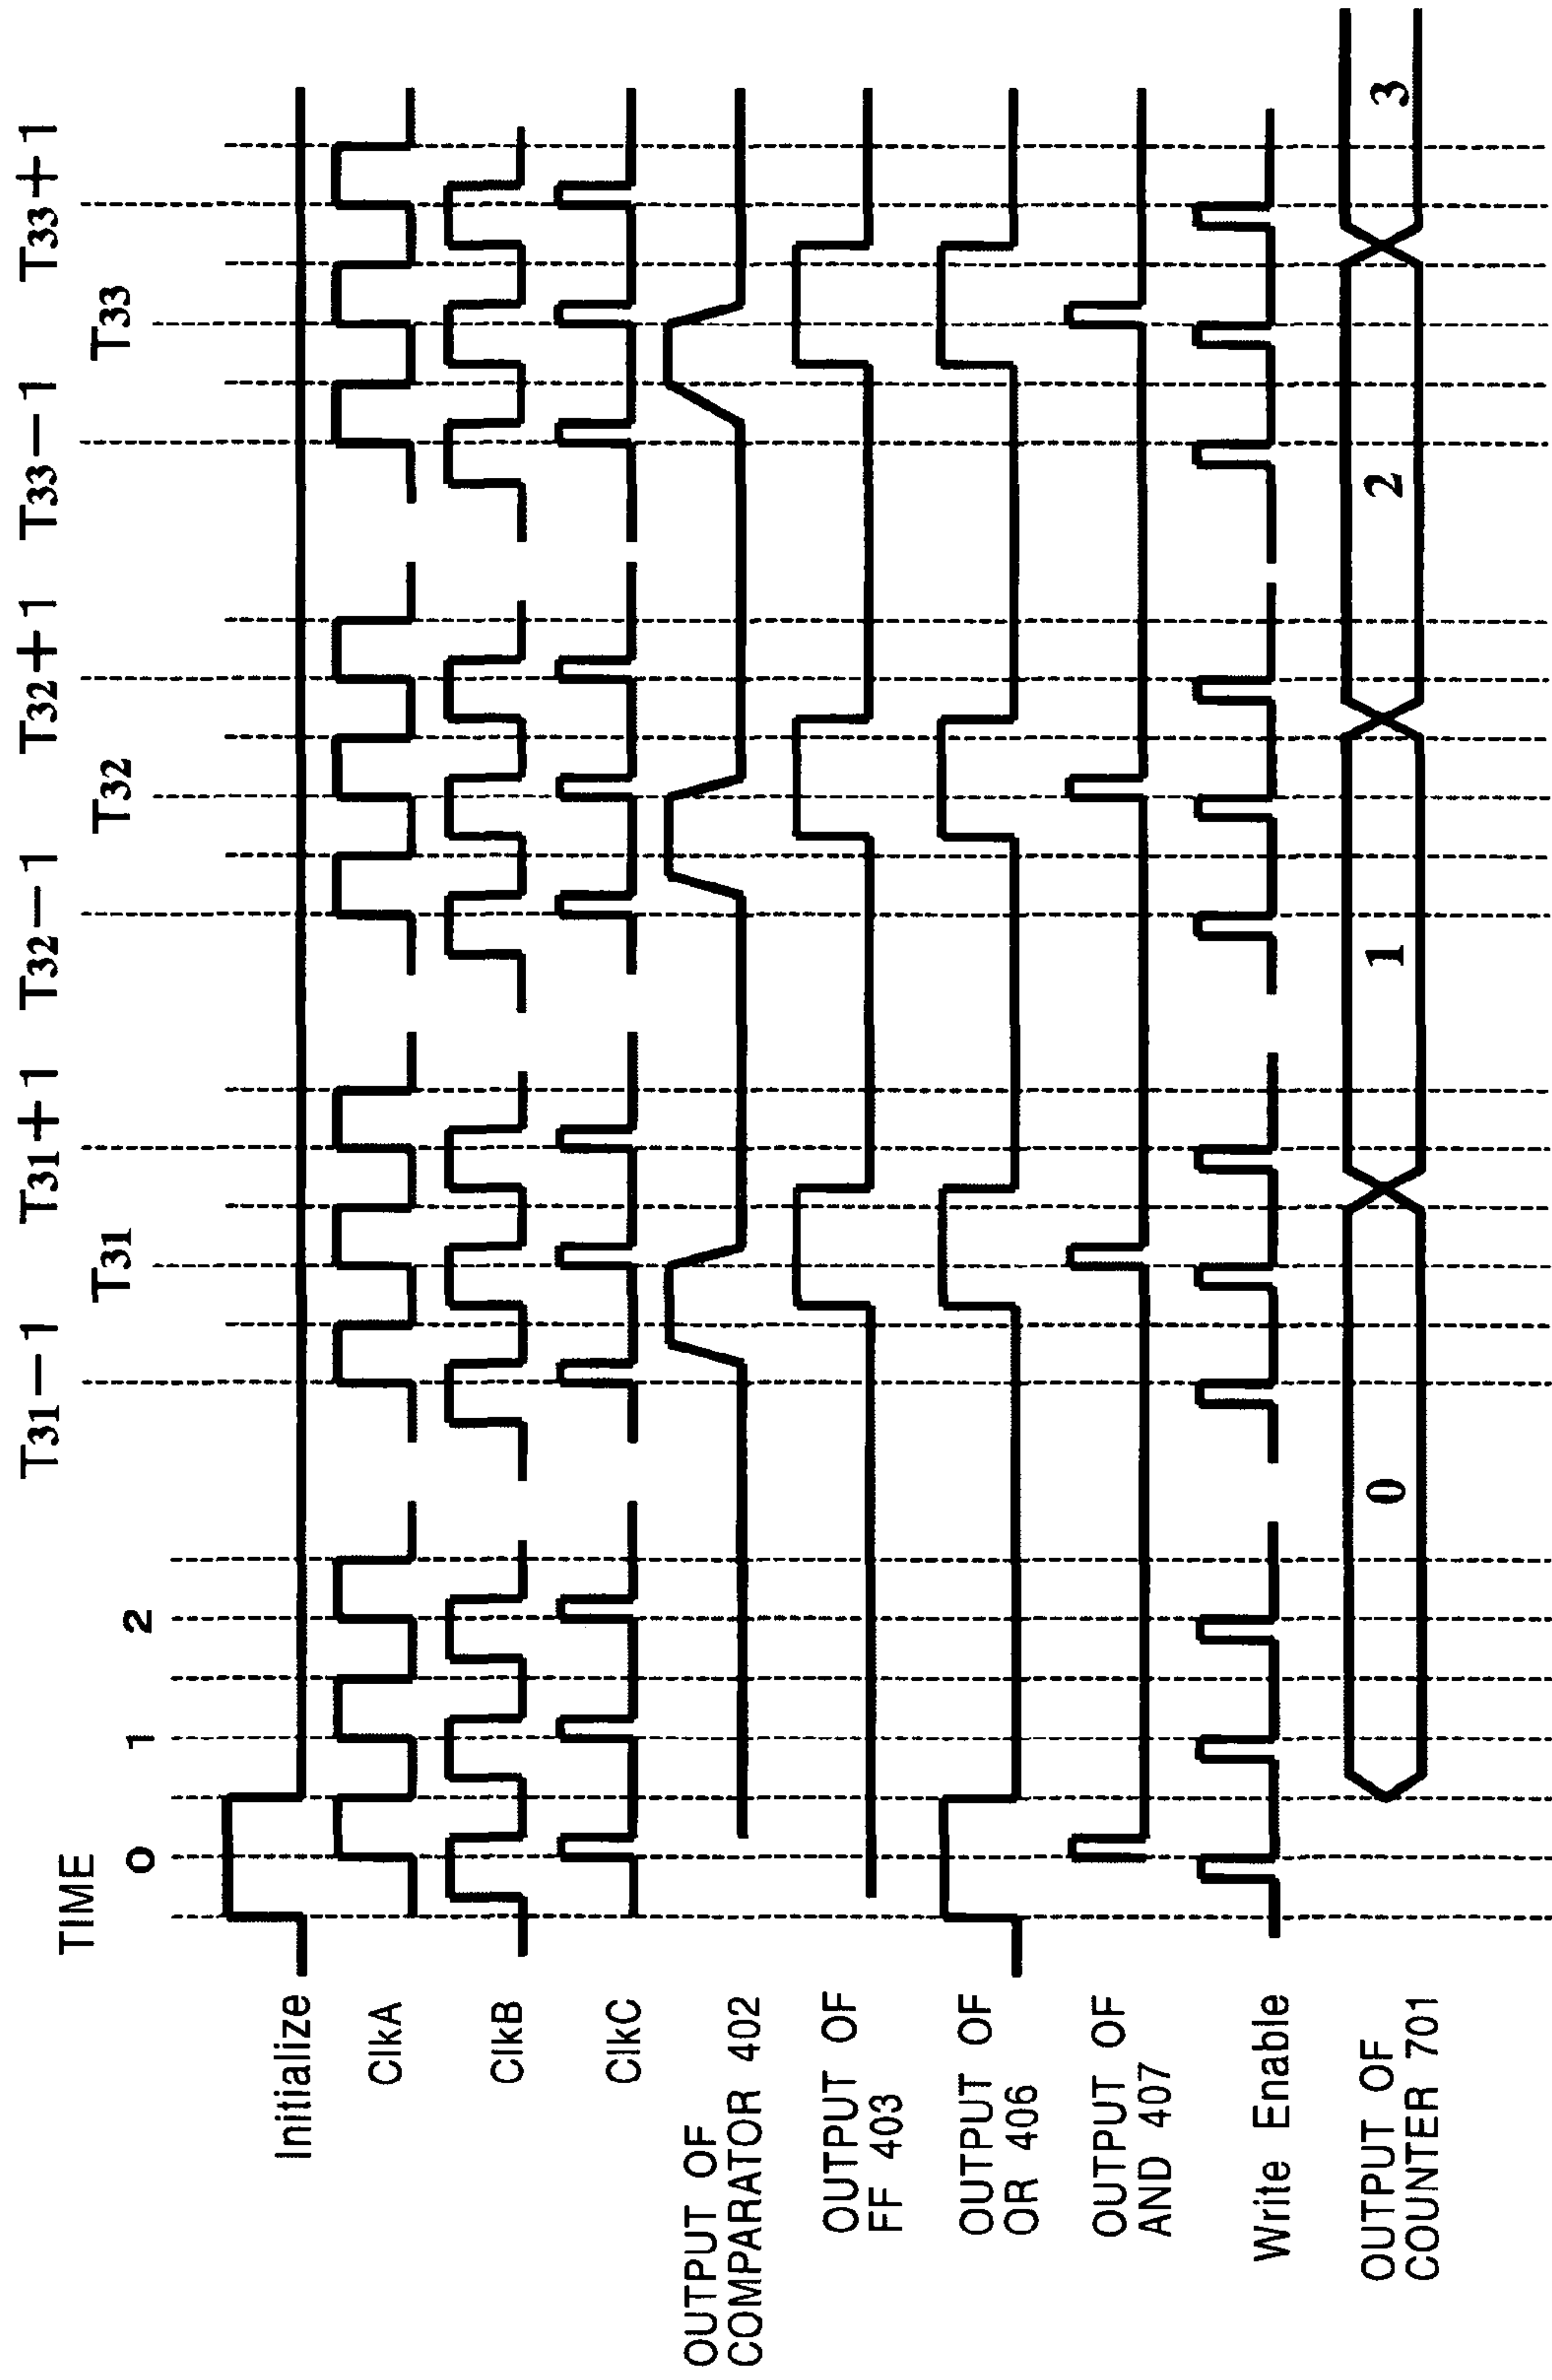 TIME
0
1
2
T31−1
T31
T31+1
T32−1
T32
T32+1
T33−1
T33
T33+1
Initialize
ClkA
ClkB
ClkC
OUTPUT OF
COMPARATOR 402
OUTPUT OF
FF 403
OUTPUT OF
OR 406
OUTPUT OF
AND 407
Write Enable
OUTPUT OF
COUNTER 701
0
1
2
3